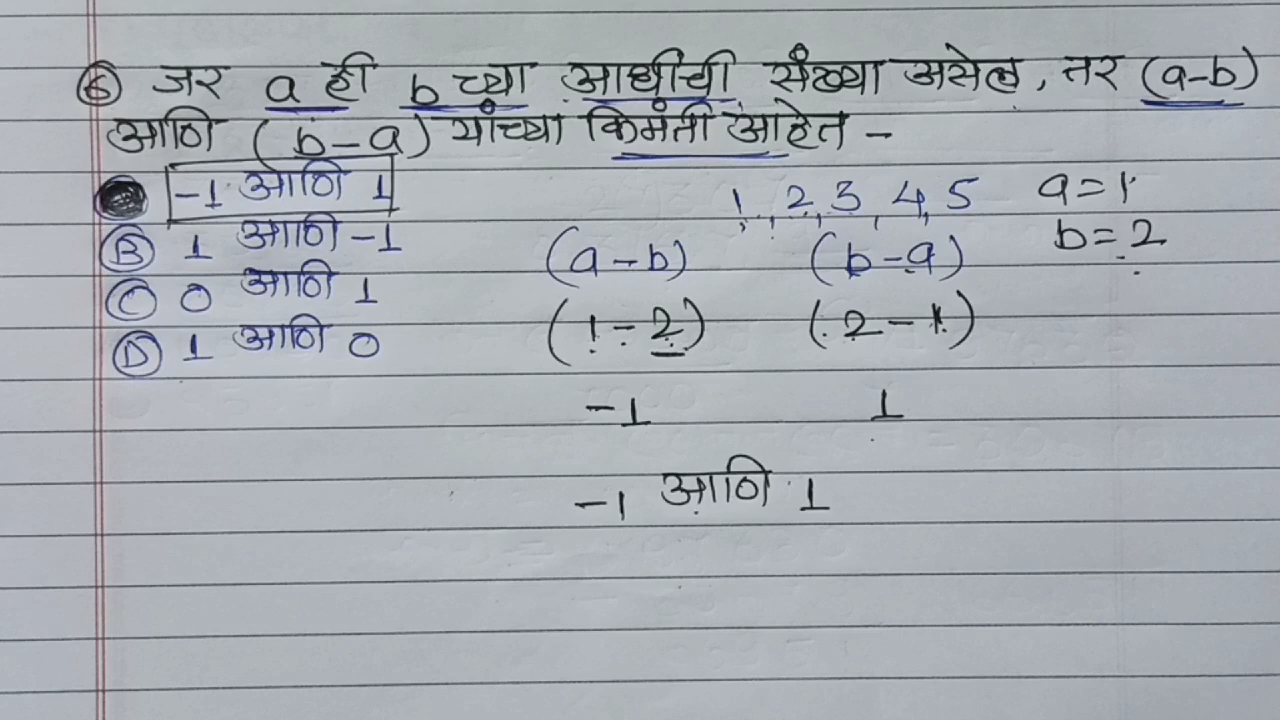 ⑥ जर a ही b च्या आधीची संख्या असेल, तर (a-b)
आणि (b-a) यांच्या किमंती आहेत -
-1 आणि 1
Ⓑ 1 आणि -1
Ⓒ 0 आणि 1
Ⓓ 1 आणि 0
1, 2, 3, 4, 5
a=1
b=2
(a-b) (b-a)
(1-2) (2-1)
-1 1
-1 आणि 1